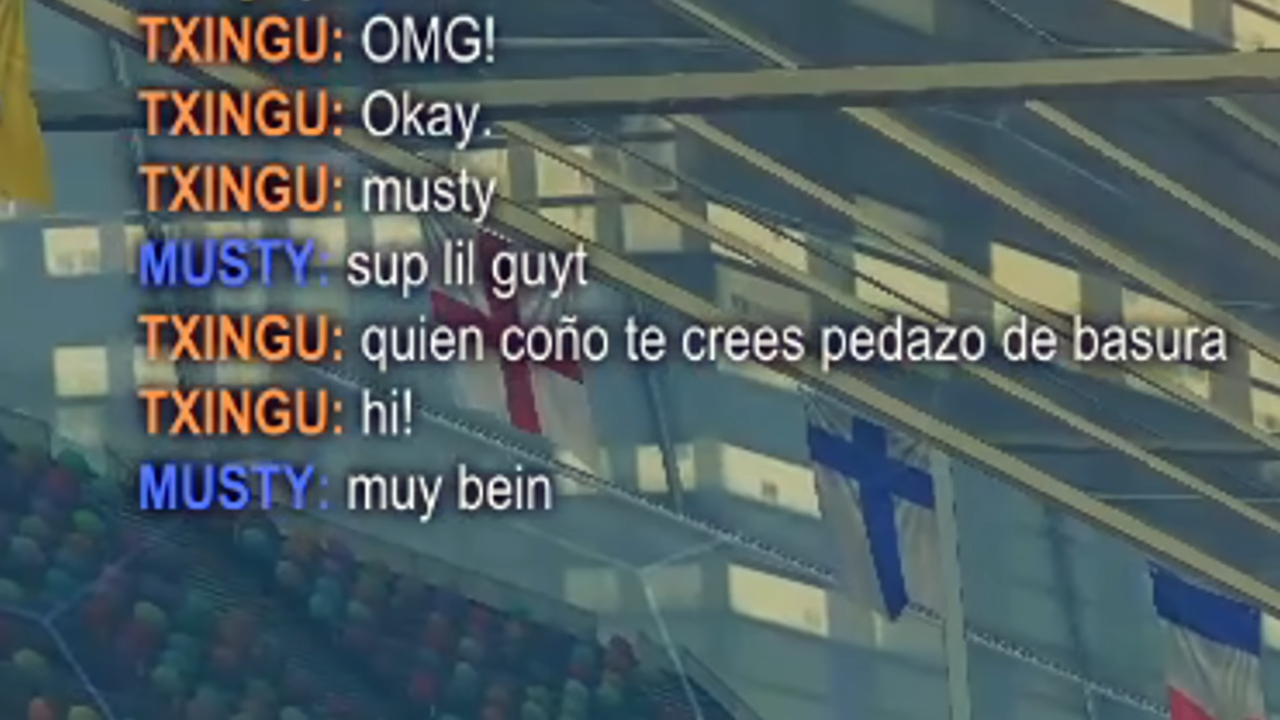 TXINGU: OMG!
TXINGU: Okay.
TXINGU: musty
MUSTY: sup lil guyt
TXINGU: quien coño te crees pedazo de basura
TXINGU: hi!
MUSTY: muy bein